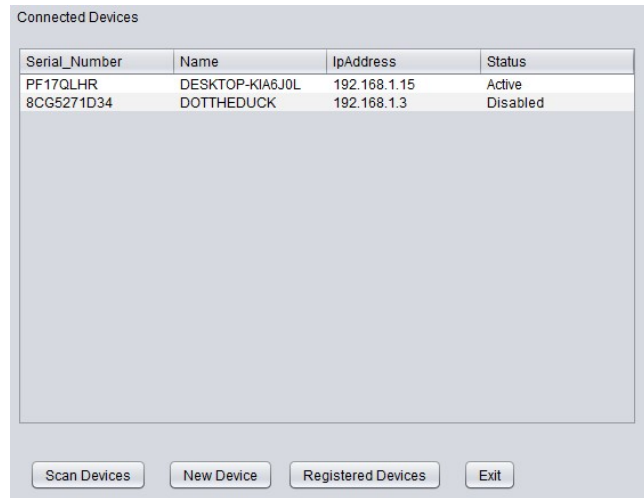 Connected Devices
Serial_Number Name IpAddress Status
PF17QLHR DESKTOP-KIA6J0L 192.168.1.15 Active
8CG5271D34 DOTTHEDUCK 192.168.1.3 Disabled
Scan Devices New Device Registered Devices Exit